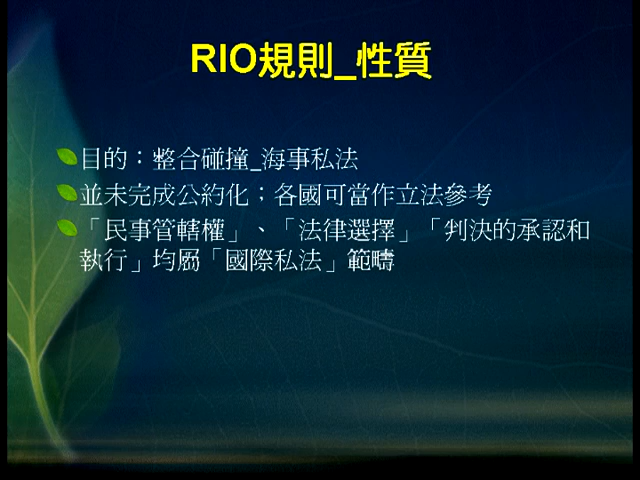 RIO規則_性質
目的：整合碰撞_海事私法
並未完成公約化；各國可當作立法參考
「民事管轄權」、「法律選擇」「判決的承認和
執行」均屬「國際私法」範疇